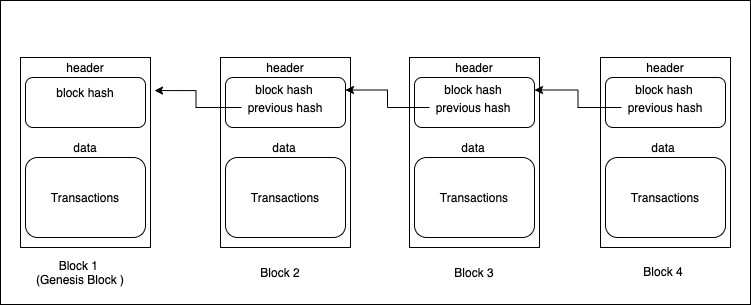 header
block hash
data
Transactions
Block 1
(Genesis Block )
header
block hash
previous hash
data
Transactions
Block 2
header
block hash
previous hash
data
Transactions
Block 3
header
block hash
previous hash
data
Transactions
Block 4